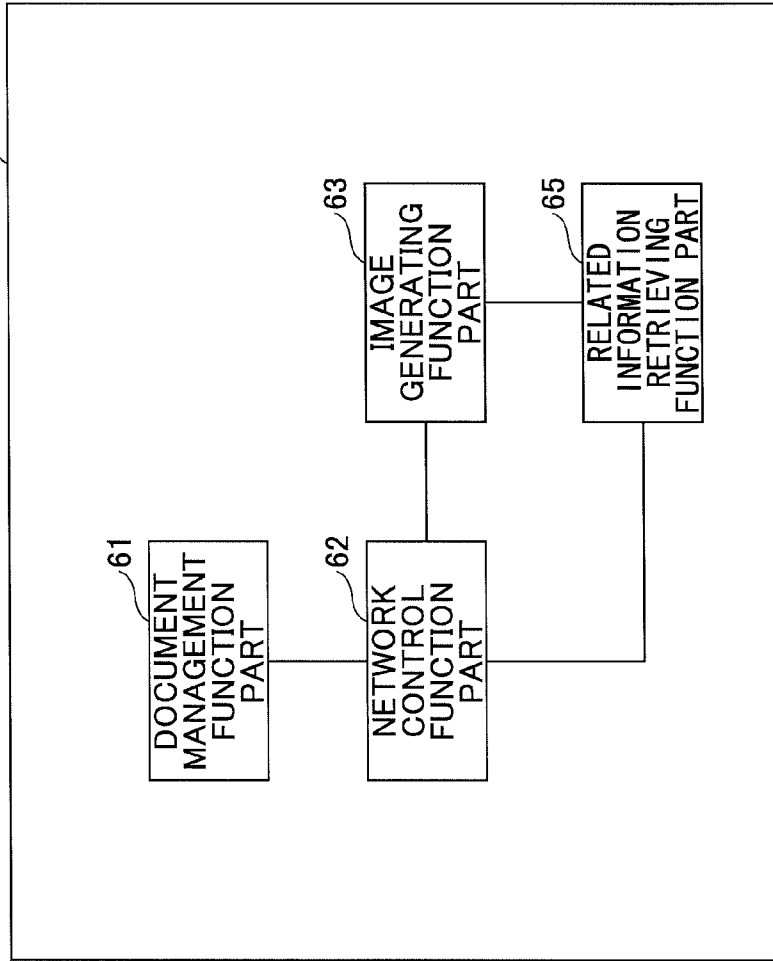 61
DOCUMENT
MANAGEMENT
FUNCTION
PART
62
NETWORK
CONTROL
FUNCTION
PART
63
IMAGE
GENERATING
FUNCTION
PART
65
RELATED
INFORMATION
RETRIEVING
FUNCTION PART